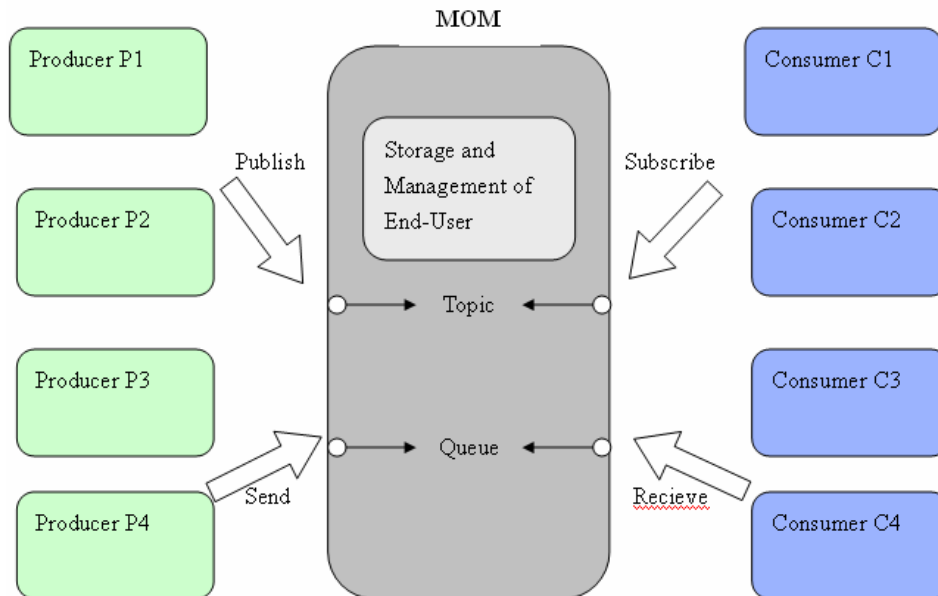 MOM
Producer P1
Consumer C1
Publish
Storage and
Management of
End-User
Subscribe
Producer P2
Consumer C2
Topic
Producer P3
Consumer C3
Queue
Send
Recieve
Producer P4
Consumer C4